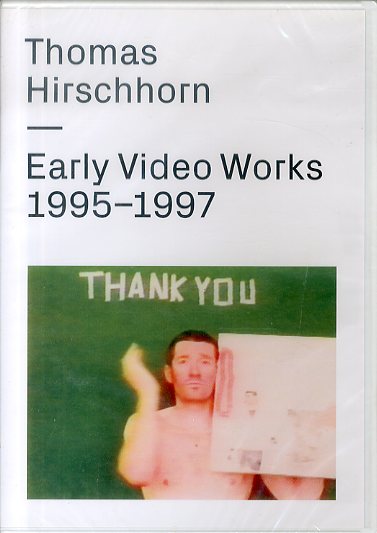 Thomas
Hirschhorn
—
Early Video Works
1995–1997
THANK YOU